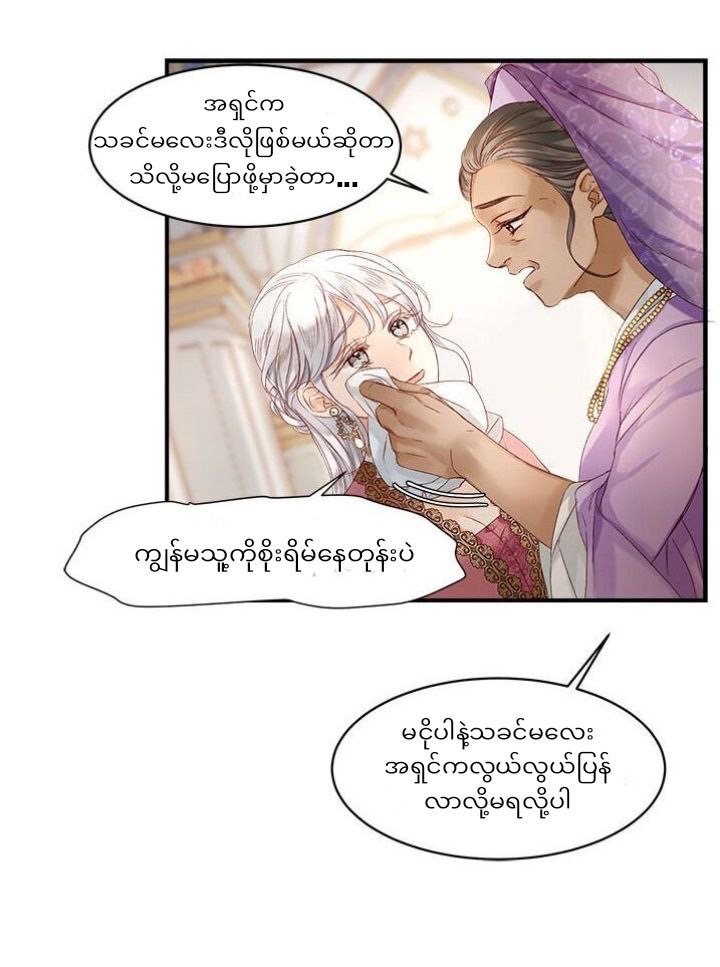 အရှင်က
သခင်မလေးဒီလိုဖြစ်မယ်ဆိုတာ
သိလို့မပြောဖို့မှာခဲ့တာ...
ကျွန်မသူ့ကိုစိုးရိမ်နေတုန်းပဲ
မငိုပါနဲ့သခင်မလေး
အရှင်ကလွယ်လွယ်ပြန်
လာလို့မရလို့ပါ